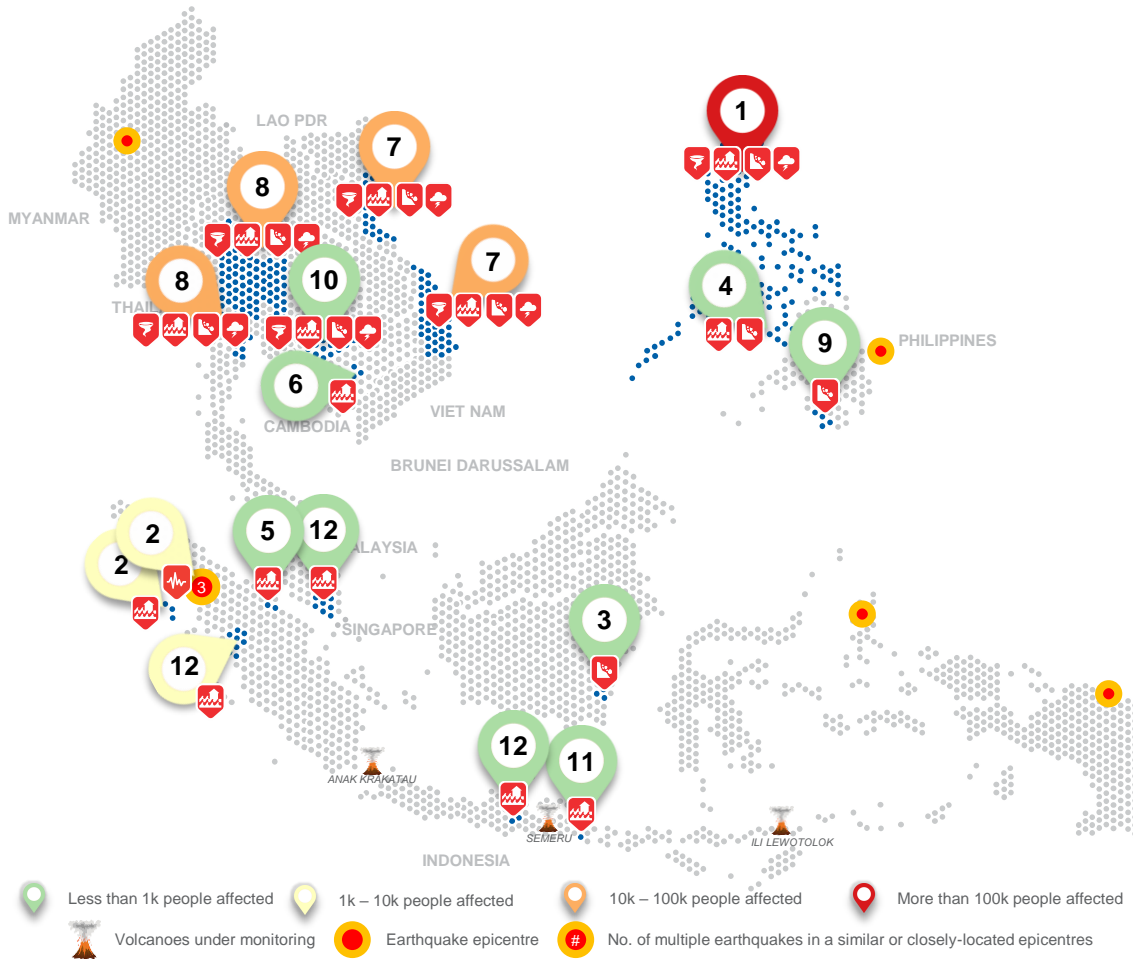 1
LAO PDR
7
8
MYANMAR
7
8
10
4
THAIL
9
PHILIPPINES
6
VIET NAM
CAMBODIA
BRUNEI DARUSSALAM
2
5
12
ALAYSIA
2
3
3
SINGAPORE
12
12
11
ANAK KRAKATAU
SEMERU
ILI LEWOTOLOK
INDONESIA
Less than 1k people affected
1k – 10k people affected
10k – 100k people affected
More than 100k people affected
Volcanoes under monitoring
Earthquake epicentre
# No. of multiple earthquakes in a similar or closely-located epicentres